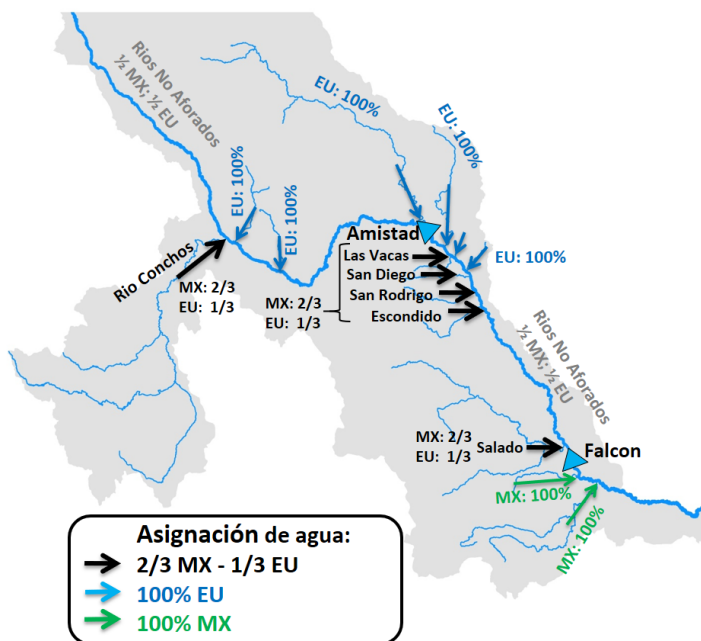 Rios No Aforados
½ MX; ½ EU
EU: 100%
EU: 100%
EU: 100%
EU: 100%
Rio Conchos
MX: 2/3
EU: 1/3
Amistad
Las Vacas
San Diego
San Rodrigo
Escondido
MX: 2/3
EU: 1/3
EU: 100%
Rios No Aforados
½ MX; ½ EU
MX: 2/3
EU: 1/3
Salado
Falcon
MX: 100%
MX: 100%
Asignación de agua:
2/3 MX - 1/3 EU
100% EU
100% MX